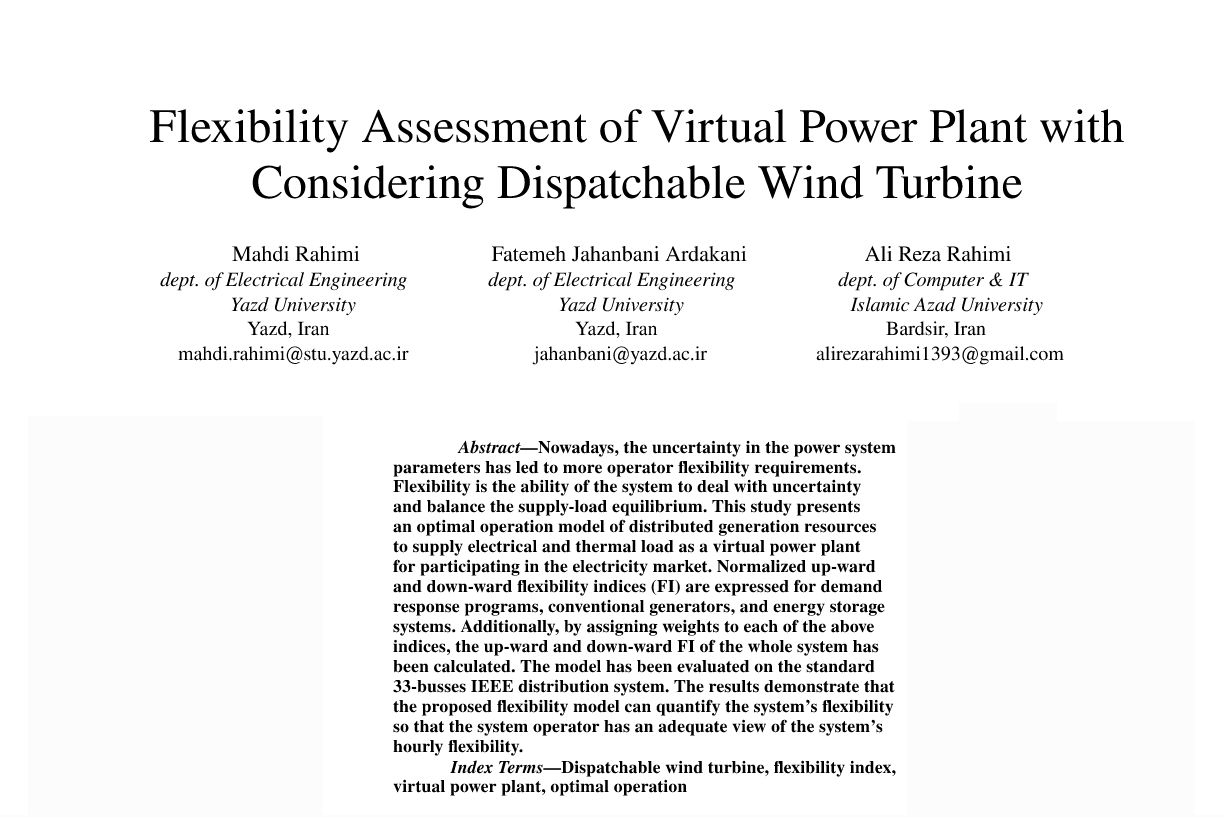 Flexibility Assessment of Virtual Power Plant with
Considering Dispatchable Wind Turbine
Mahdi Rahimi
dept. of Electrical Engineering
Yazd University
Yazd, Iran
mahdi.rahimi@stu.yazd.ac.ir
Fatemeh Jahanbani Ardakani
dept. of Electrical Engineering
Yazd University
Yazd, Iran
jahanbani@yazd.ac.ir
Ali Reza Rahimi
dept. of Computer & IT
Islamic Azad University
Bardsir, Iran
alirezarahimi1393@gmail.com
Abstract—Nowadays, the uncertainty in the power system
parameters has led to more operator flexibility requirements.
Flexibility is the ability of the system to deal with uncertainty
and balance the supply-load equilibrium. This study presents
an optimal operation model of distributed generation resources
to supply electrical and thermal load as a virtual power plant
for participating in the electricity market. Normalized up-ward
and down-ward flexibility indices (FI) are expressed for demand
response programs, conventional generators, and energy storage
systems. Additionally, by assigning weights to each of the above
indices, the up-ward and down-ward FI of the whole system has
been calculated. The model has been evaluated on the standard
33-busses IEEE distribution system. The results demonstrate that
the proposed flexibility model can quantify the system's flexibility
so that the system operator has an adequate view of the system's
hourly flexibility.
Index Terms—Dispatchable wind turbine, flexibility index,
virtual power plant, optimal operation